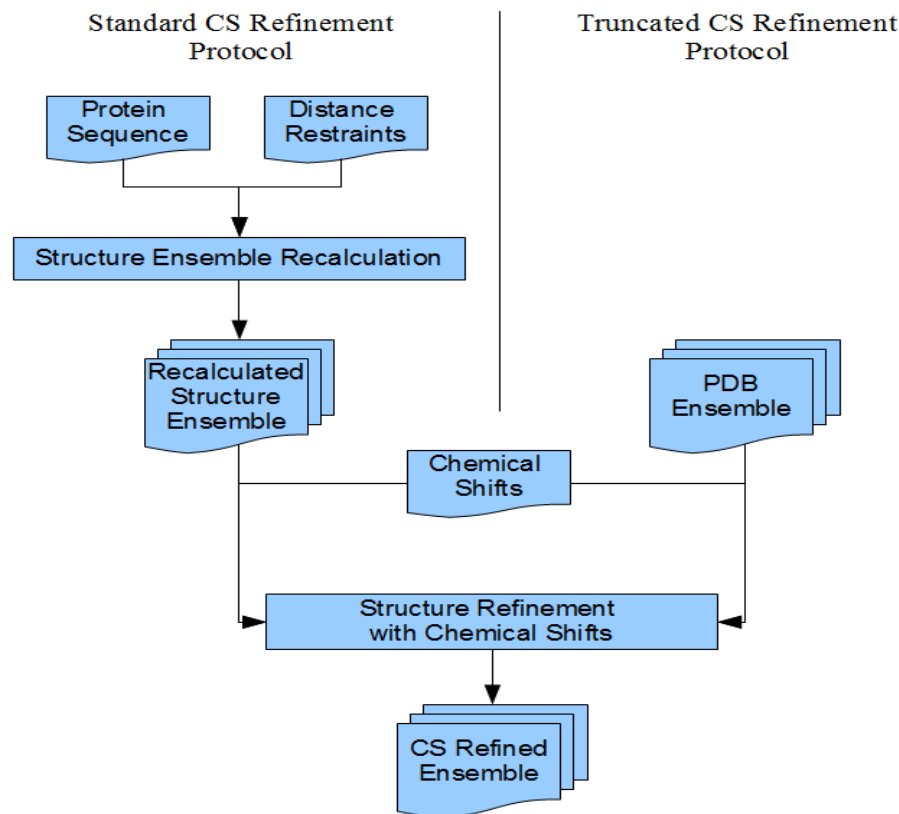 Standard CS Refinement
Protocol
Truncated CS Refinement
Protocol
Protein
Sequence
Distance
Restraints
Structure Ensemble Recalculation
Recalculated
Structure
Ensemble
PDB
Ensemble
Chemical
Shifts
Structure Refinement
with Chemical Shifts
CS Refined
Ensemble